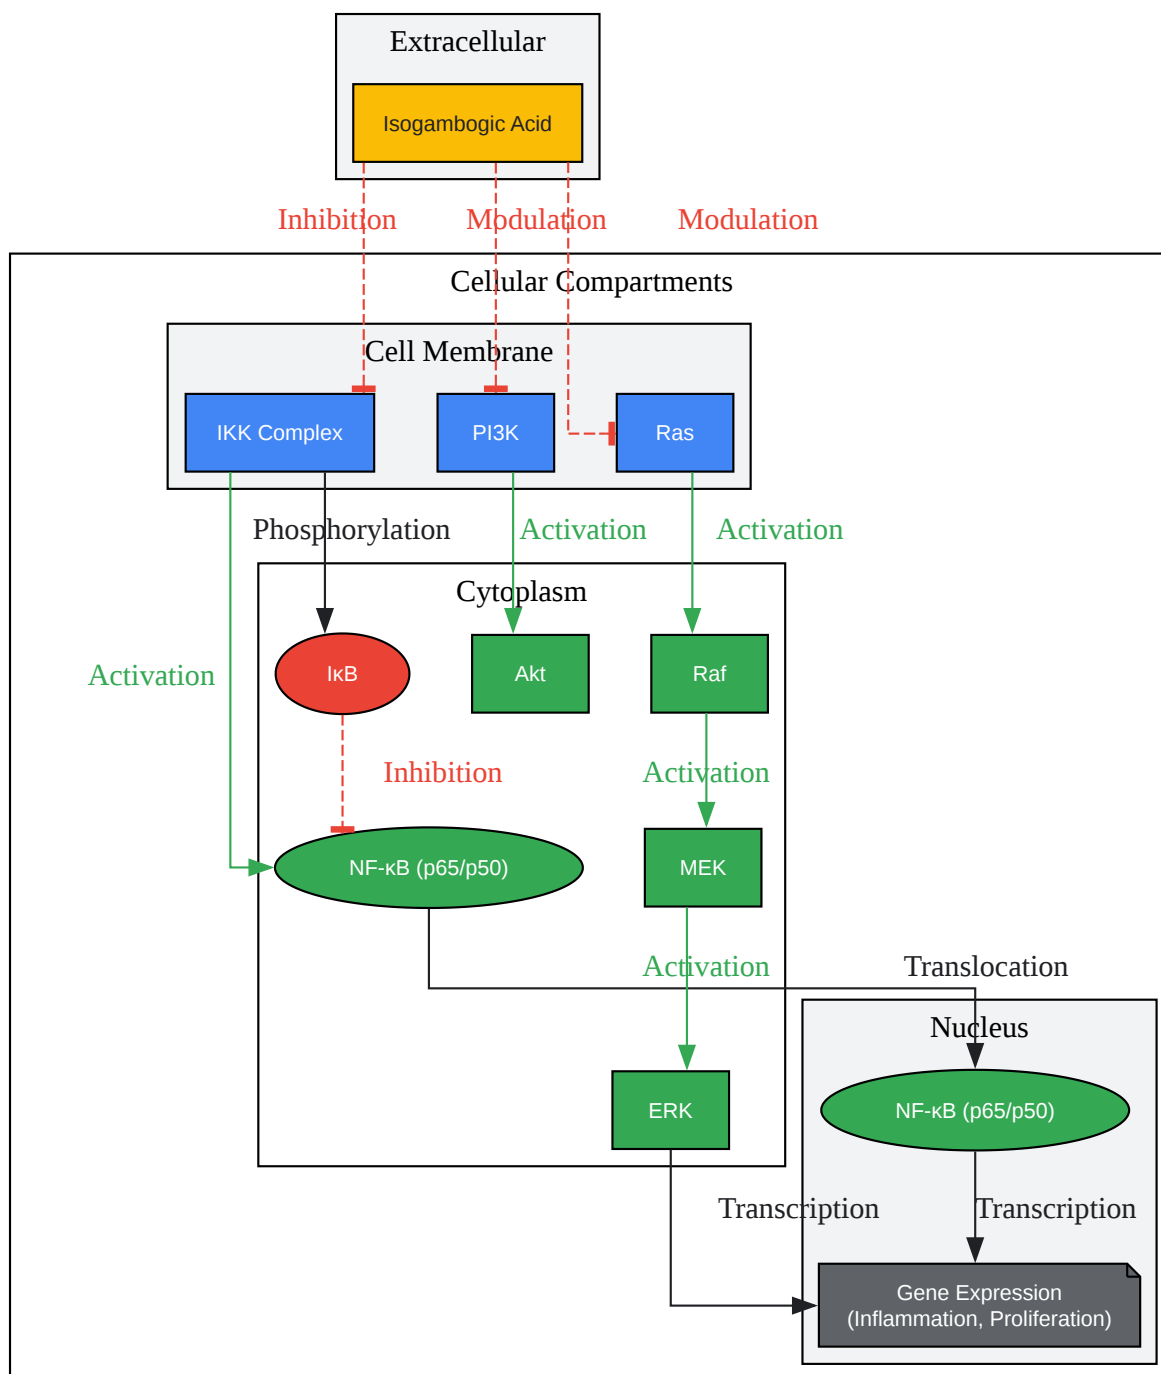 Extracellular
Isogambogic Acid
Inhibition
Modulation
Modulation
Cellular Compartments
Cell Membrane
IKK Complex
PI3K
Ras
Phosphorylation
Activation
Activation
Cytoplasm
Activation
IκB
Akt
Raf
Inhibition
Activation
NF-κB (p65/p50)
MEK
Activation
Translocation
Nucleus
ERK
NF-κB (p65/p50)
Transcription
Transcription
Gene Expression
(Inflammation, Proliferation)